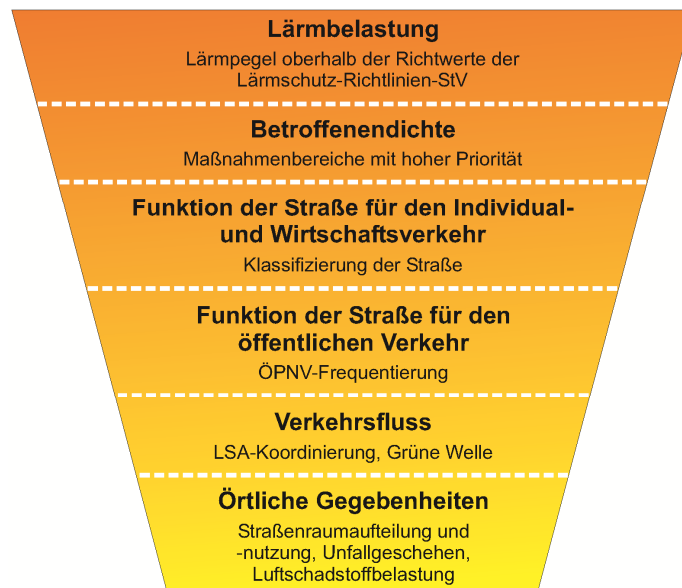 Lärmbelastung
Lärmpegel oberhalb der Richtwerte der
Lärmschutz-Richtlinien-StV
Betroffenendichte
Maßnahmenbereiche mit hoher Priorität
Funktion der Straße für den Individual-
und Wirtschaftsverkehr
Klassifizierung der Straße
Funktion der Straße für den
öffentlichen Verkehr
ÖPNV-Frequentierung
Verkehrsfluss
LSA-Koordinierung, Grüne Welle
Örtliche Gegebenheiten
Straßenraumaufteilung und
-nutzung, Unfallgeschehen,
Luftschadstoffbelastung